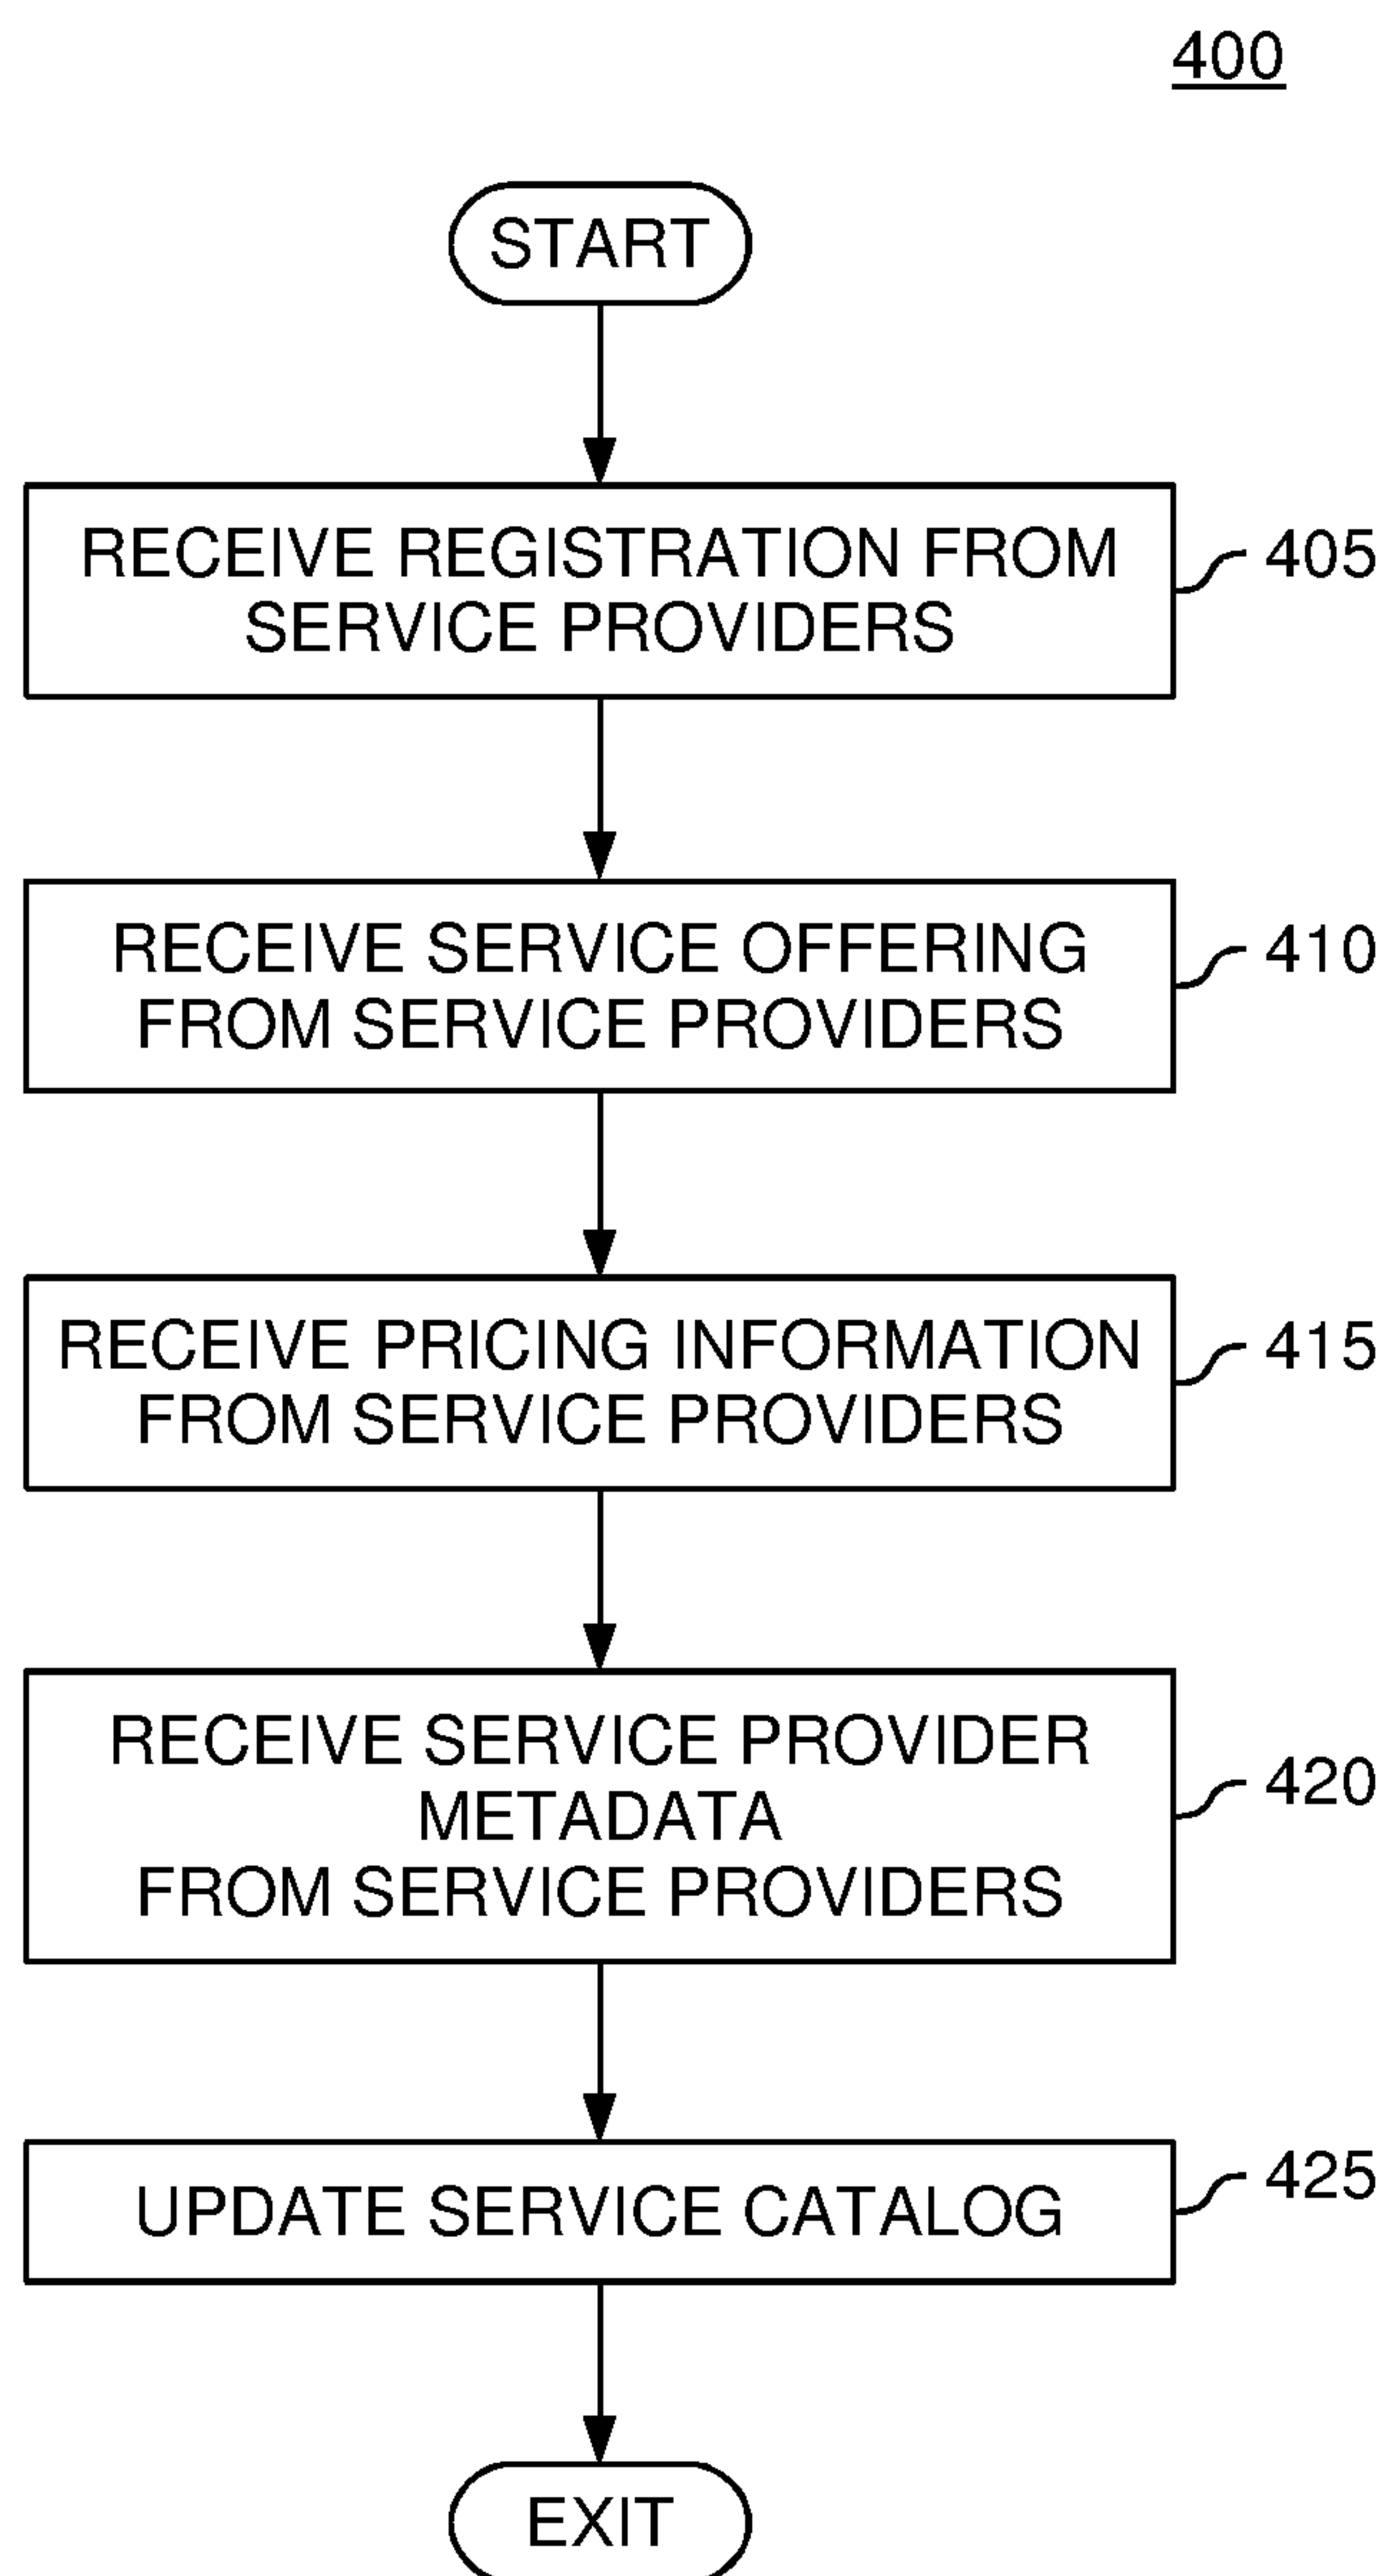 400
START
RECEIVE REGISTRATION FROM
SERVICE PROVIDERS
405
RECEIVE SERVICE OFFERING
FROM SERVICE PROVIDERS
410
RECEIVE PRICING INFORMATION
FROM SERVICE PROVIDERS
415
RECEIVE SERVICE PROVIDER
METADATA
FROM SERVICE PROVIDERS
420
UPDATE SERVICE CATALOG
425
EXIT